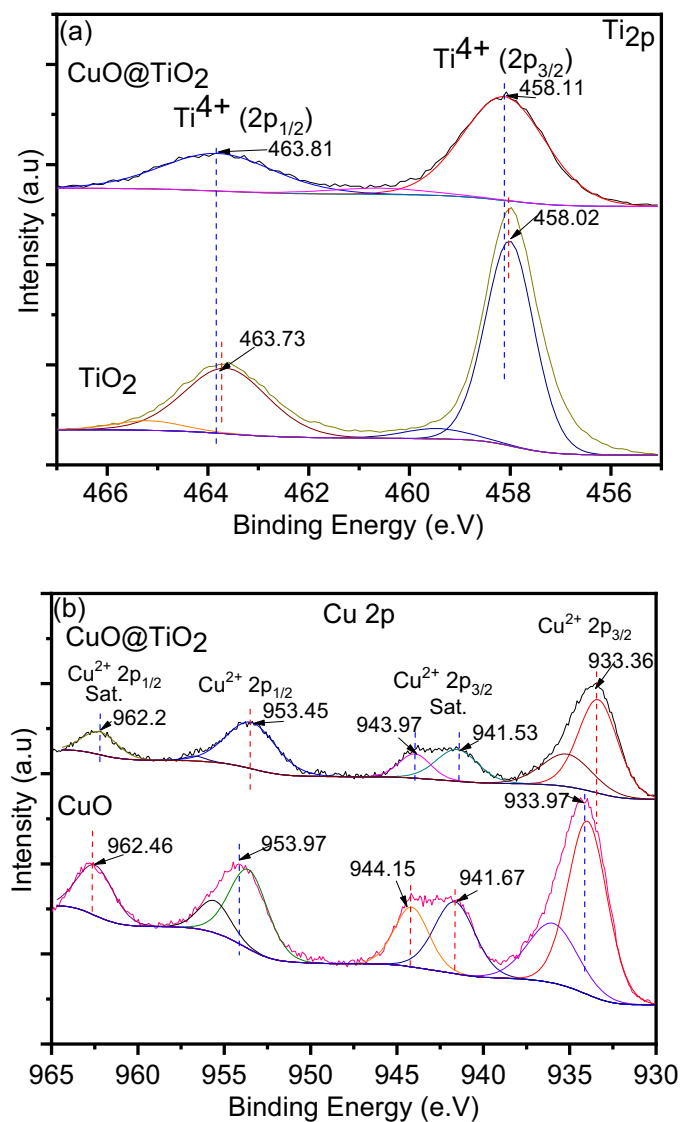 (a)
Ti2p
CuO@TiO2
Ti4+ (2p3/2)
458.11
Ti4+ (2p1/2)
463.81
458.02
463.73
TiO2
Intensity (a.u)
466 464 462 460 458 456
Binding Energy (e.V)
(b)
Cu 2p
CuO@TiO2
Cu2+ 2p3/2
933.36
Cu2+ 2p1/2
Sat.
962.2
Cu2+ 2p1/2
953.45
Cu2+ 2p3/2
Sat.
943.97
941.53
CuO
933.97
962.46
953.97
944.15
941.67
Intensity (a.u)
965 960 955 950 945 940 935 930
Binding Energy (e.V)